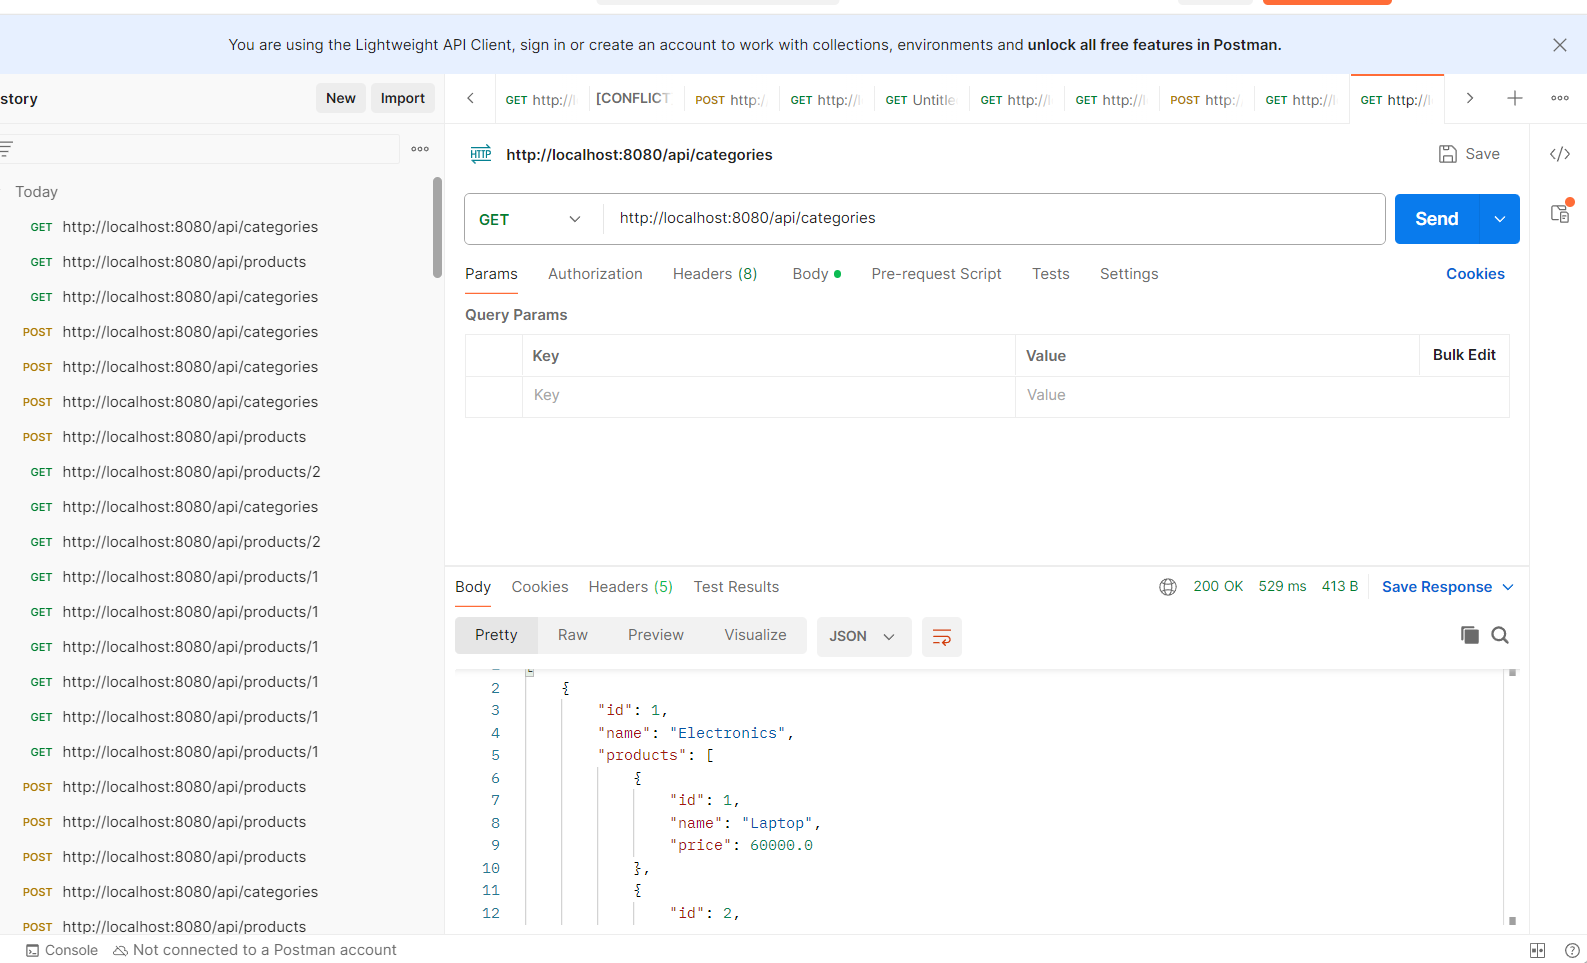 You are using the Lightweight API Client, sign in or create an account to work with collections, environments and unlock all free features in Postman.
story
New
Import
GET http://l
[CONFLICT
POST http:/
GET http://l
GET Untitle
GET http://l
GET http://l
POST http:/
GET http://l
GET http://l
Today
GET http://localhost:8080/api/categories
GET http://localhost:8080/api/products
GET http://localhost:8080/api/categories
POST http://localhost:8080/api/categories
POST http://localhost:8080/api/categories
POST http://localhost:8080/api/categories
POST http://localhost:8080/api/products
GET http://localhost:8080/api/products/2
GET http://localhost:8080/api/categories
GET http://localhost:8080/api/products/2
GET http://localhost:8080/api/products/1
GET http://localhost:8080/api/products/1
GET http://localhost:8080/api/products/1
GET http://localhost:8080/api/products/1
GET http://localhost:8080/api/products/1
GET http://localhost:8080/api/products/1
POST http://localhost:8080/api/products
POST http://localhost:8080/api/products
POST http://localhost:8080/api/products
POST http://localhost:8080/api/categories
POST http://localhost:8080/api/products
HTTP http://localhost:8080/api/categories
Save
GET http://localhost:8080/api/categories
Send
Params Authorization Headers (8) Body Pre-request Script Tests Settings Cookies
Query Params
Key Value Bulk Edit
Key Value
Body Cookies Headers (5) Test Results 200 OK 529 ms 413 B Save Response
Pretty Raw Preview Visualize JSON
2 {
3 "id": 1,
4 "name": "Electronics",
5 "products": [
6 {
7 "id": 1,
8 "name": "Laptop",
9 "price": 60000.0
10 },
11 {
12 "id": 2,
Console Not connected to a Postman account